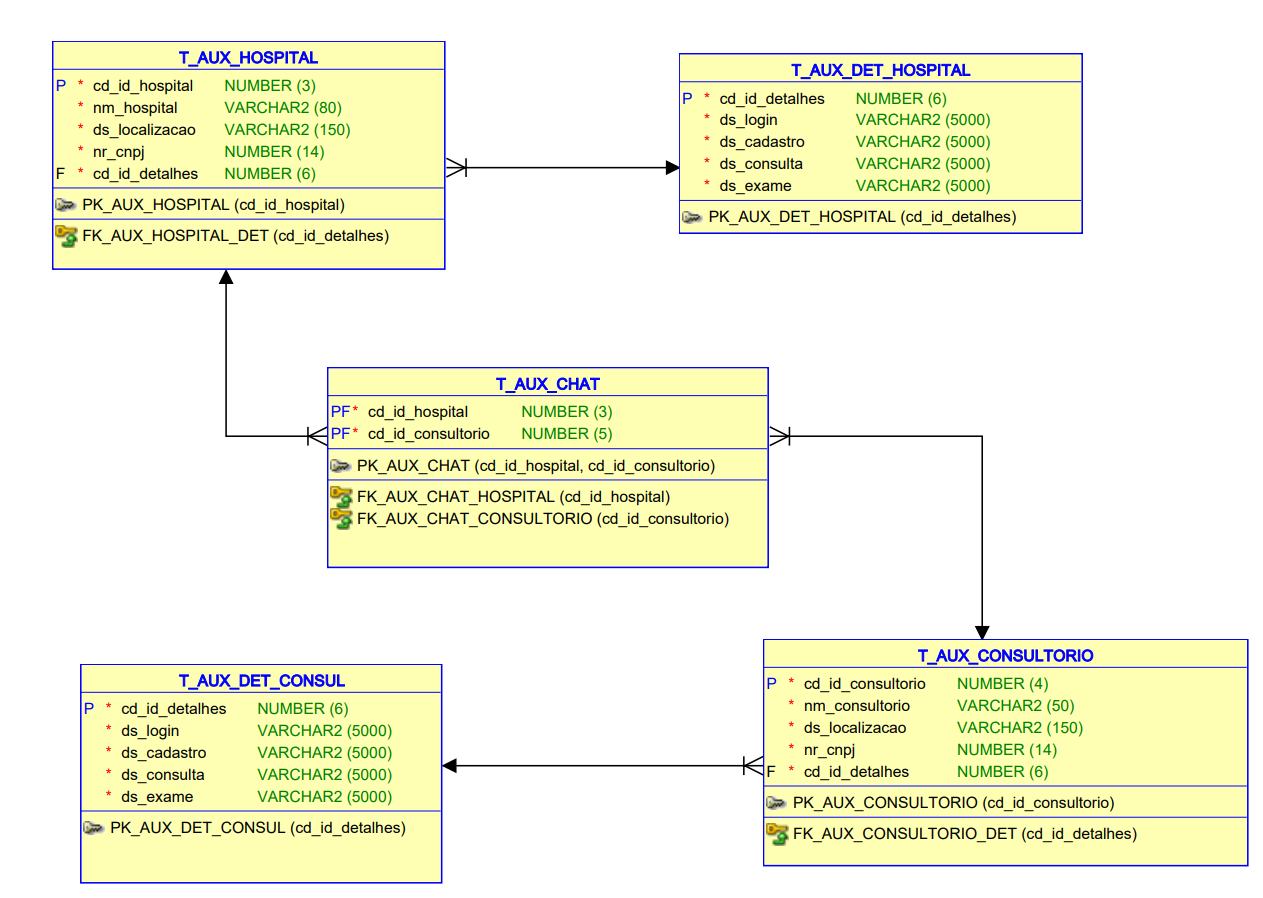 T_AUX_HOSPITAL
P * cd_id_hospital NUMBER (3)
* nm_hospital VARCHAR2 (80)
* ds_localizacao VARCHAR2 (150)
* nr_cnpj NUMBER (14)
F * cd_id_detalhes NUMBER (6)
PK_AUX_HOSPITAL (cd_id_hospital)
FK_AUX_HOSPITAL_DET (cd_id_detalhes)
T_AUX_DET_HOSPITAL
P * cd_id_detalhes NUMBER (6)
* ds_login VARCHAR2 (5000)
* ds_cadastro VARCHAR2 (5000)
* ds_consulta VARCHAR2 (5000)
* ds_exame VARCHAR2 (5000)
PK_AUX_DET_HOSPITAL (cd_id_detalhes)
T_AUX_CHAT
PF* cd_id_hospital NUMBER (3)
PF* cd_id_consultorio NUMBER (5)
PK_AUX_CHAT (cd_id_hospital, cd_id_consultorio)
FK_AUX_CHAT_HOSPITAL (cd_id_hospital)
FK_AUX_CHAT_CONSULTORIO (cd_id_consultorio)
T_AUX_DET_CONSUL
P * cd_id_detalhes NUMBER (6)
* ds_login VARCHAR2 (5000)
* ds_cadastro VARCHAR2 (5000)
* ds_consulta VARCHAR2 (5000)
* ds_exame VARCHAR2 (5000)
PK_AUX_DET_CONSUL (cd_id_detalhes)
T_AUX_CONSULTORIO
P * cd_id_consultorio NUMBER (4)
* nm_consultorio VARCHAR2 (50)
* ds_localizacao VARCHAR2 (150)
* nr_cnpj NUMBER (14)
F * cd_id_detalhes NUMBER (6)
PK_AUX_CONSULTORIO (cd_id_consultorio)
FK_AUX_CONSULTORIO_DET (cd_id_detalhes)